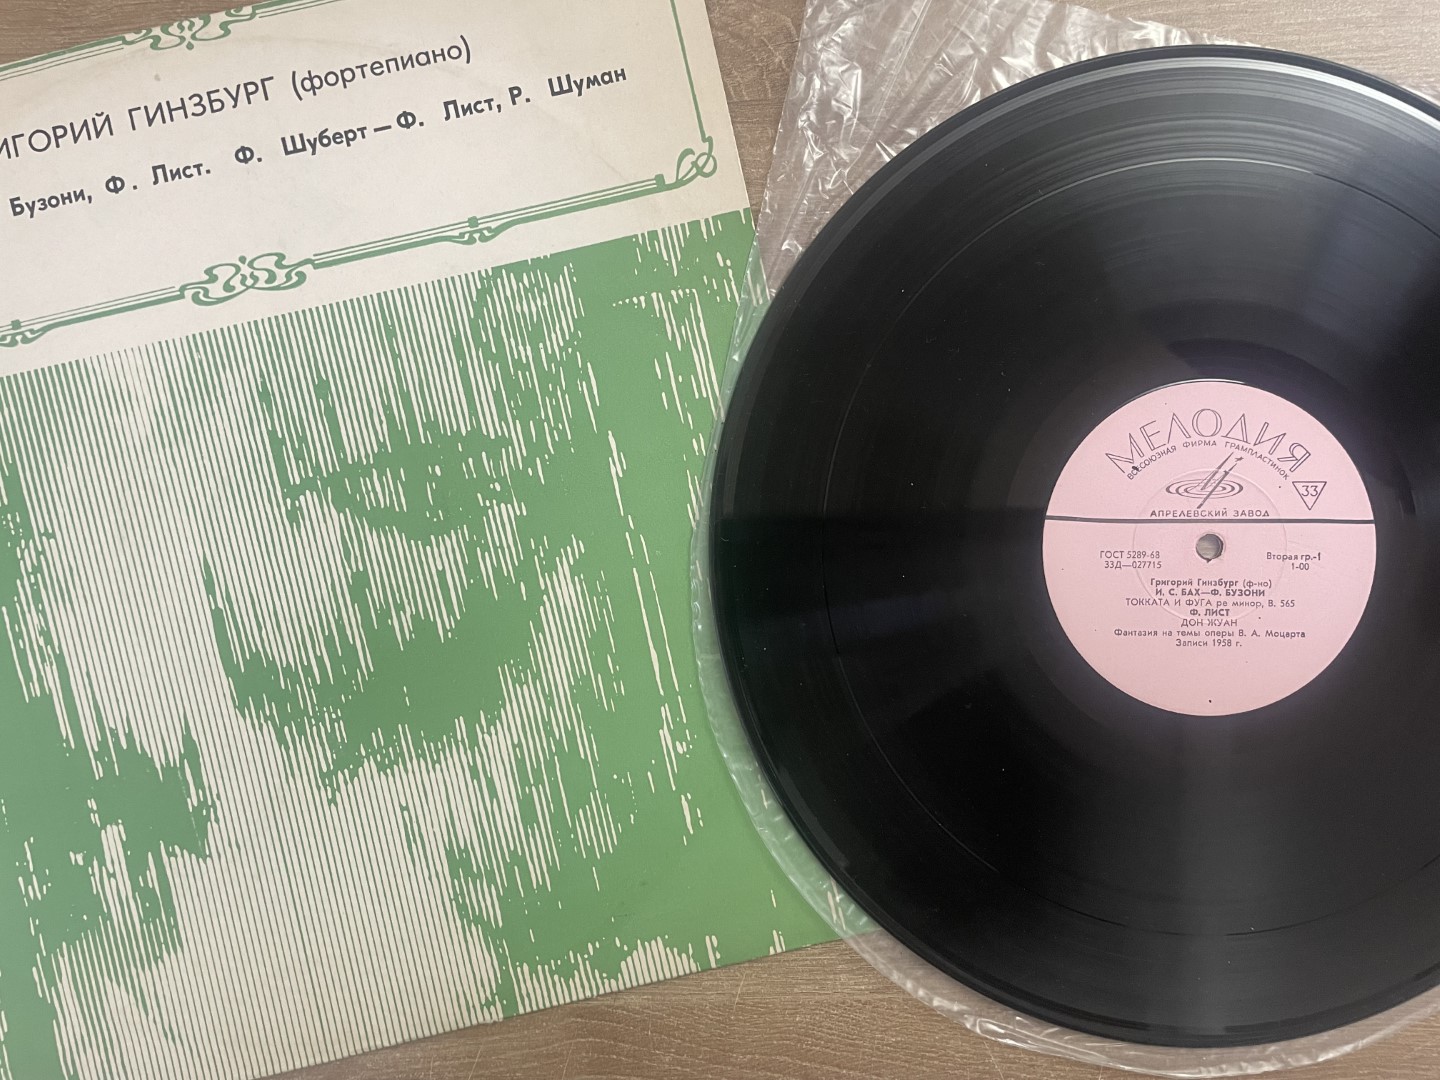 ИГОРИЙ ГИНЗБУРГ (фортепиано)
Бузони, Ф. Лист. Ф. Шуберт — Ф. Лист, Р. Шуман
МЕЛОДИЯ
ВСЕСОЮЗНАЯ ФИРМА ГРАМПЛАСТИНОК
33
АПРЕЛЕВСКИЙ ЗАВОД
ГОСТ 5289-68
33Д—027715
Вторая гр.-1
1-00
Григорий Гинзбург (ф-но)
И. С. БАХ—Ф. БУЗОНИ
ТОККАТА И ФУГА ре минор, В. 565
Ф. ЛИСТ
ДОН ЖУАН
Фантазия на темы оперы В. А. Моцарта
Записи 1958 г.